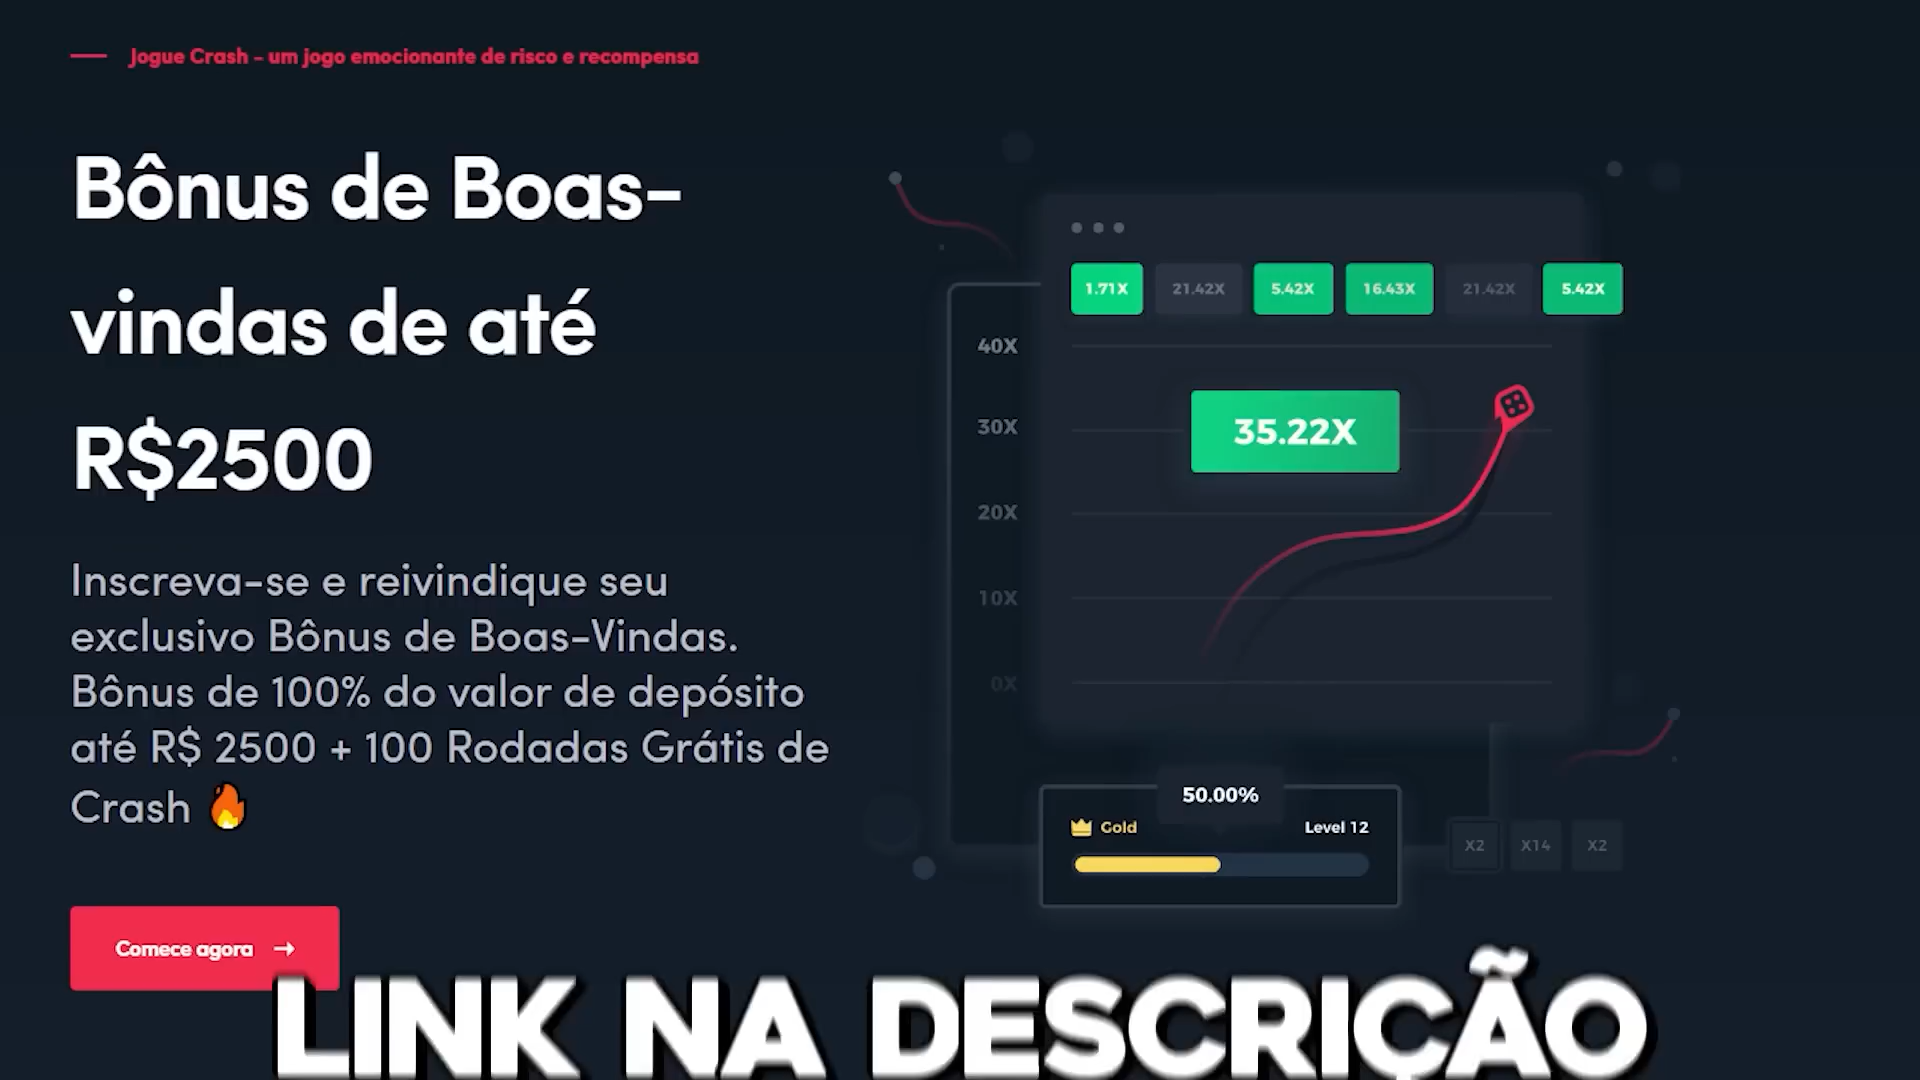 Jogue Crash - um jogo emocionante de risco e recompensa
Bônus de Boas-
vindas de até
R$2500
Inscreva-se e reivindique seu
exclusivo Bônus de Boas-Vindas.
Bônus de 100% do valor de depósito
até R$ 2500 + 100 Rodadas Grátis de
Crash 🔥
Comece agora →
1.71X 21.42X 5.42X 16.43X 21.42X 5.42X
40X
35.22X
30X
20X
10X
0X
50.00%
Gold Level 12
X2 X14 X2
LINK NA DESCRIÇÃO